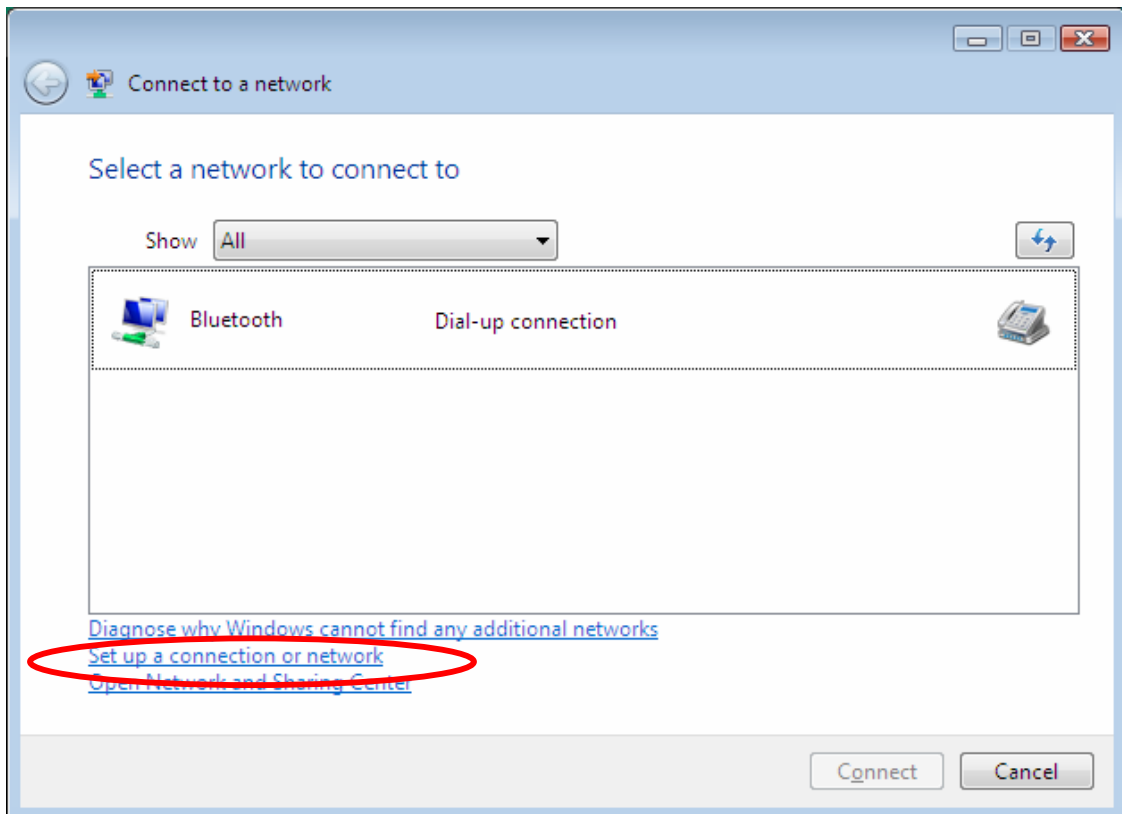 Connect to a network
Select a network to connect to
Show All
Bluetooth Dial-up connection
Diagnose why Windows cannot find any additional networks
Set up a connection or network
Open Network and Sharing Center
Connect Cancel